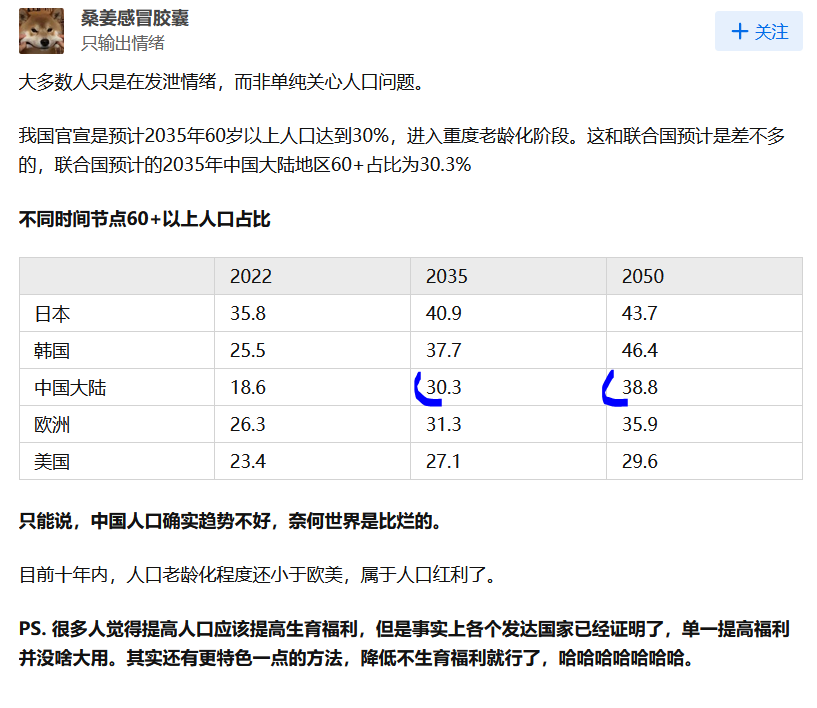 桑姜感冒胶囊
只输出情绪
+ 关注
大多数人只是在发泄情绪，而非单纯关心人口问题。
我国官宣是预计2035年60岁以上人口达到30%，进入重度老龄化阶段。这和联合国预计是差不多
的，联合国预计的2035年中国大陆地区60+占比为30.3%
不同时间节点60+以上人口占比
2022 2035 2050
日本 35.8 40.9 43.7
韩国 25.5 37.7 46.4
中国大陆 18.6 30.3 38.8
欧洲 26.3 31.3 35.9
美国 23.4 27.1 29.6
只能说，中国人口确实趋势不好，奈何世界是比烂的。
目前十年内，人口老龄化程度还小于欧美，属于人口红利了。
PS. 很多人觉得提高人口应该提高生育福利，但是事实上各个发达国家已经证明了，单一提高福利
并没啥大用。其实还有更特色一点的方法，降低不生育福利就行了，哈哈哈哈哈哈哈。